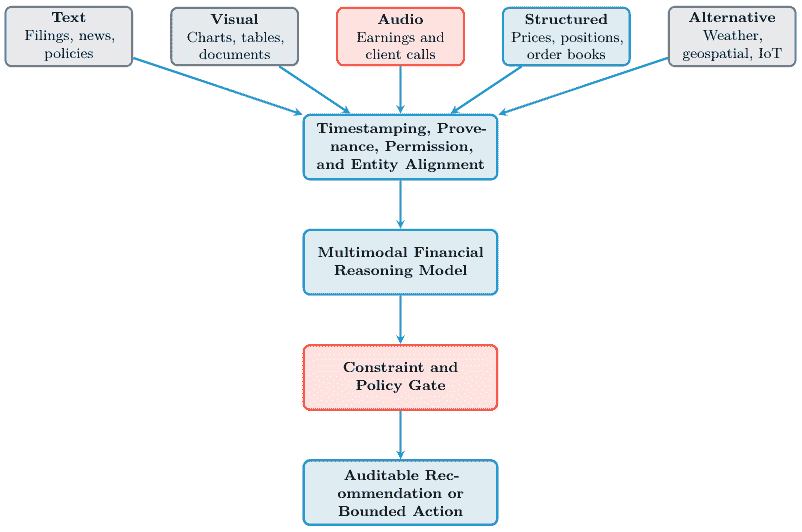 Text
Filings, news,
policies
Visual
Charts, tables,
documents
Audio
Earnings and
client calls
Structured
Prices, positions,
order books
Alternative
Weather,
geospatial, IoT
Timestamping, Prove-
nance, Permission,
and Entity Alignment
Multimodal Financial
Reasoning Model
Constraint and
Policy Gate
Auditable Rec-
ommendation or
Bounded Action